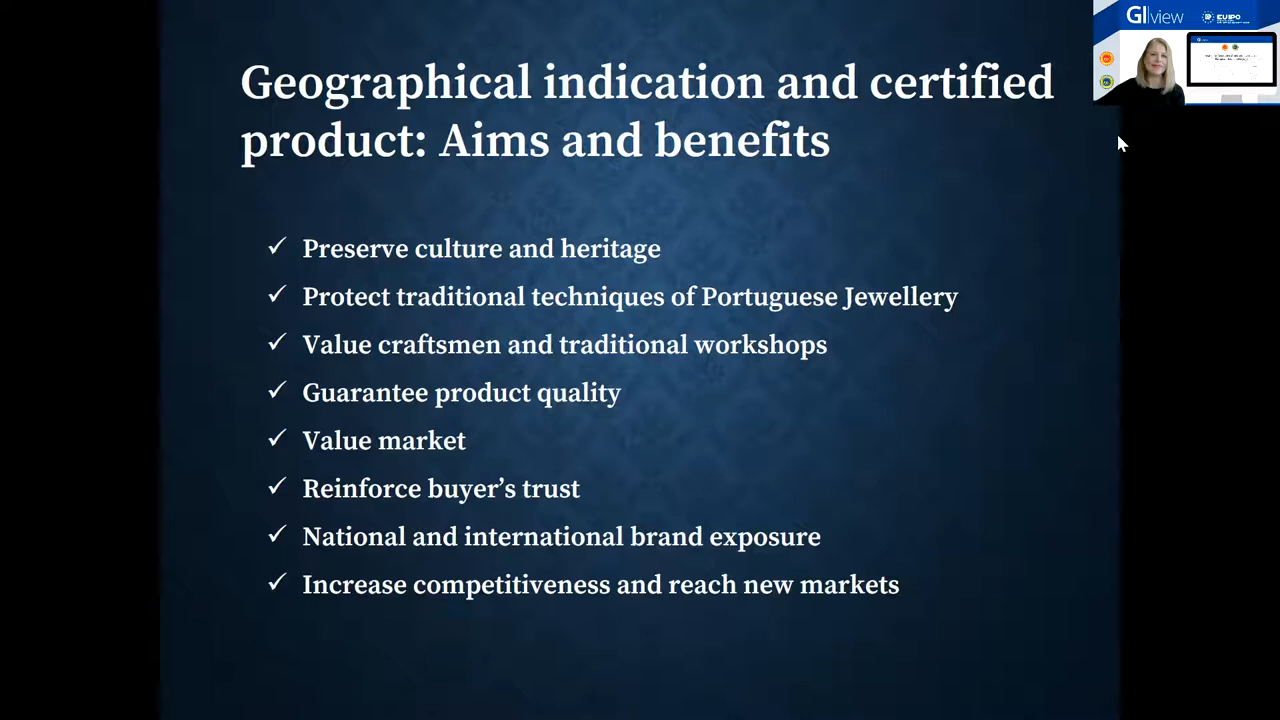 GIview
EUIPO
Geographical indication and certified
product: Aims and benefits
✓ Preserve culture and heritage
✓ Protect traditional techniques of Portuguese Jewellery
✓ Value craftsmen and traditional workshops
✓ Guarantee product quality
✓ Value market
✓ Reinforce buyer’s trust
✓ National and international brand exposure
✓ Increase competitiveness and reach new markets